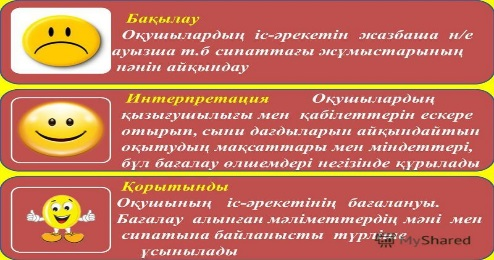 Бақылау
Оқушылардың іс-әрекетін жазбаша н/е
ауызша т.б сипаттағы жұмыстарының
нәнін айқындау
Интерпретация Оқушылардың
қызығушылығы мен қабілеттерін ескере
отырып, сыни дағдыларын айқындайтын
оқытудың мақсаттары мен міндеттері,
бұл бағалау өлшемдері негізінде құрылады
Қорытынды
Оқушының іс-әрекетінің бағалануы.
Бағалау алынған мәліметтердің мәні мен
сипатына байланысты түрліше
ұсынылады
MyShared